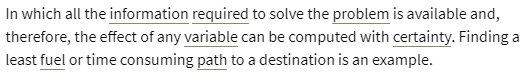 In which all the information required to solve the problem is available and,
therefore, the effect of any variable can be computed with certainty. Finding a
least fuel or time consuming path to a destination is an example.